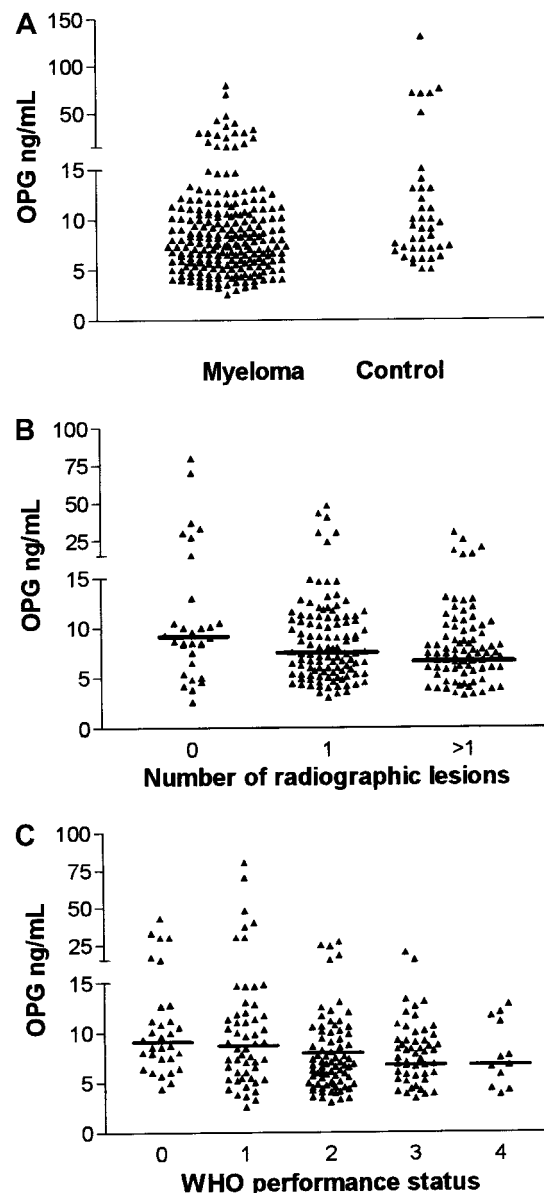 A
OPG ng/mL
150
100
50
15
10
5
0
Myeloma Control
B
OPG ng/mL
100
75
50
25
15
10
5
0
0 1 >1
Number of radiographic lesions
C
OPG ng/mL
100
75
50
25
15
10
5
0
0 1 2 3 4
WHO performance status